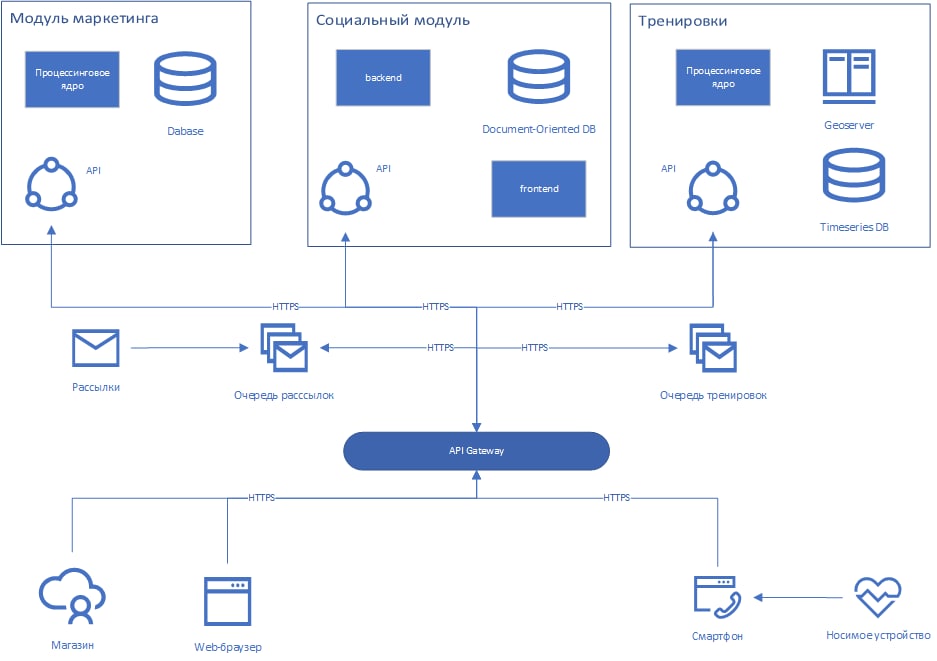 Модуль маркетинга
Процессинговое
ядро
Dabase
API
Социальный модуль
backend
Document-Oriented DB
API
frontend
Тренировки
Процессинговое
ядро
Geoserver
API
Timeseries DB
HTTPS
HTTPS
HTTPS
Рассылки
Очередь расссылок
HTTPS
HTTPS
Очередь тренировок
API Gateway
HTTPS
HTTPS
Магазин
Web-браузер
Смартфон
Носимое устройство